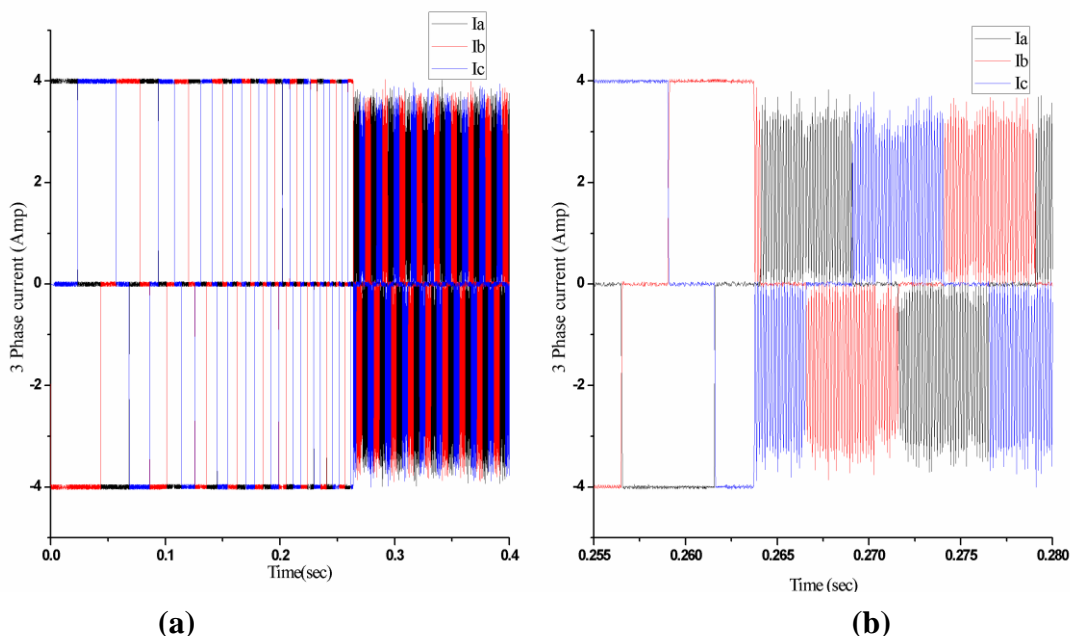 Ia
Ib
Ic
4
2
0
-2
-4
3 Phase current (Amp)
0.0 0.1 0.2 0.3 0.4
Time(sec)
(a)
Ia
Ib
Ic
4
2
0
-2
-4
3 Phase current (Amp)
0.255 0.260 0.265 0.270 0.275 0.280
Time (sec)
(b)